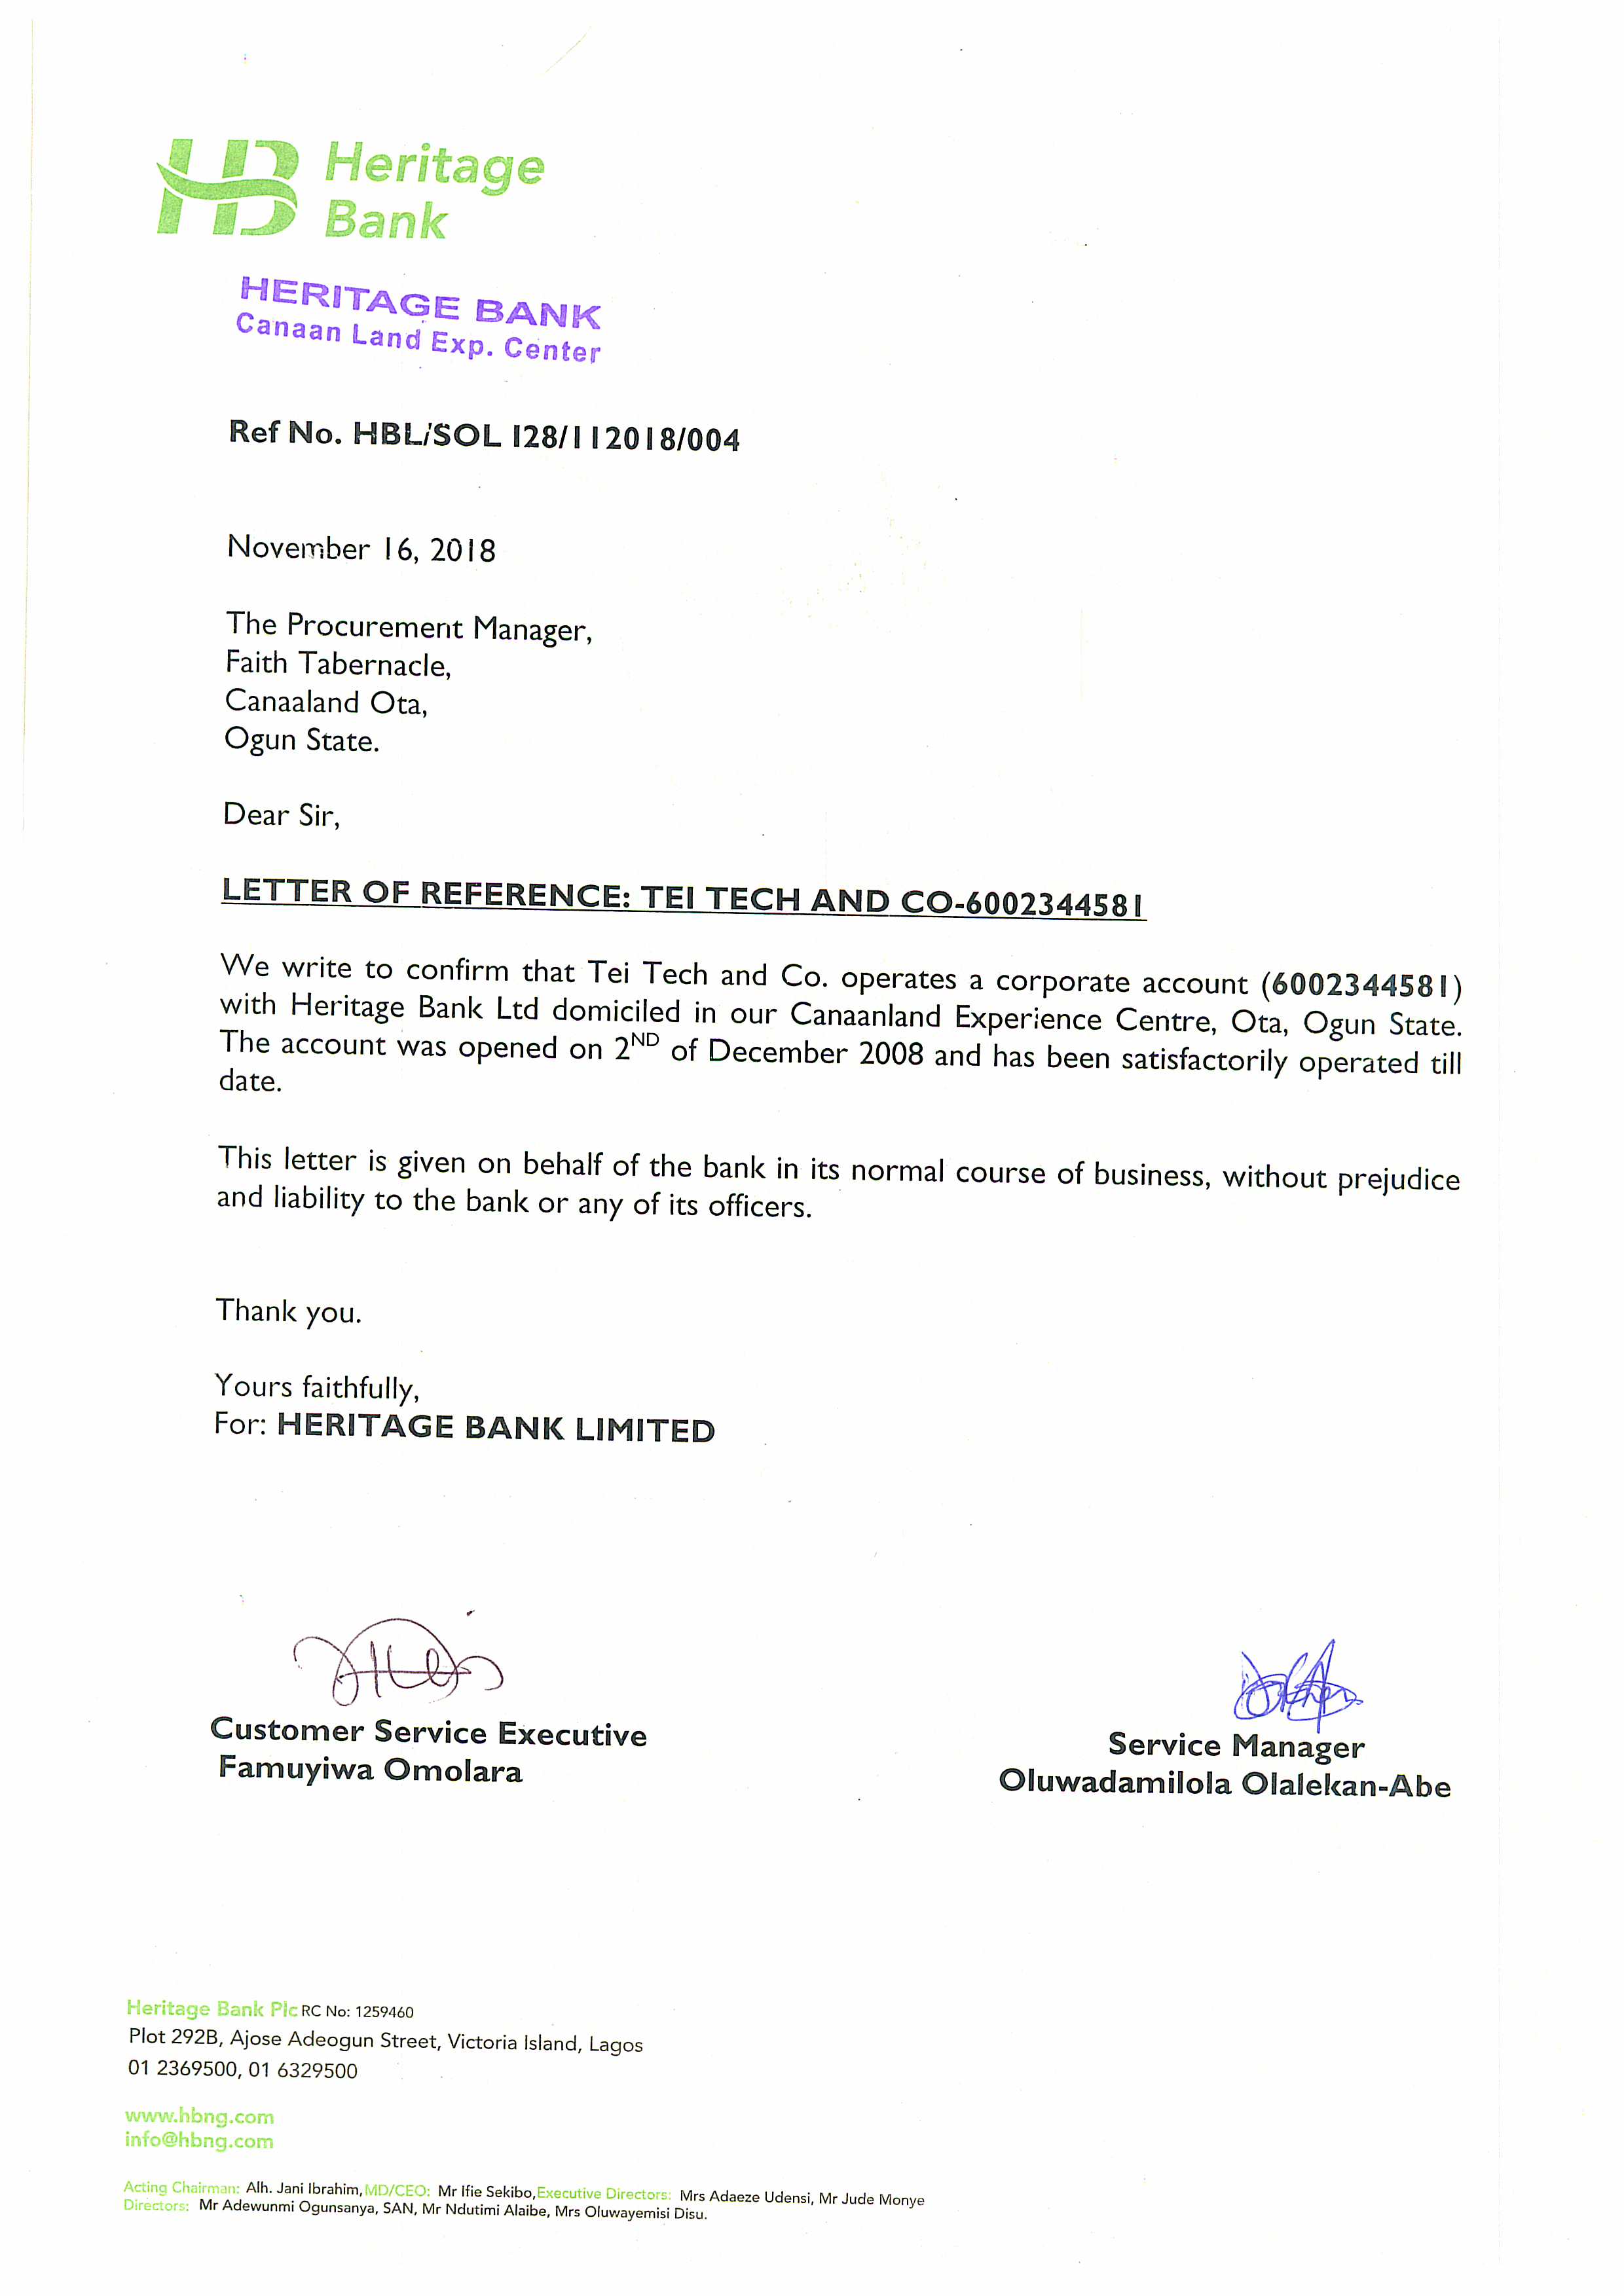 Heritage
Bank
HERITAGE BANK
Canaan Land Exp. Center
Ref No. HBL/SOL 128/112018/004
November 16, 2018
The Procurement Manager,
Faith Tabernacle,
Canaaland Ota,
Ogun State.
Dear Sir,
LETTER OF REFERENCE: TEI TECH AND CO-6002344581
We write to confirm that Tei Tech and Co. operates a corporate account (6002344581)
with Heritage Bank Ltd domiciled in our Canaanland Experience Centre, Ota, Ogun State.
The account was opened on 2ND of December 2008 and has been satisfactorily operated till
date.
This letter is given on behalf of the bank in its normal course of business, without prejudice
and liability to the bank or any of its officers.
Thank you.
Yours faithfully,
For: HERITAGE BANK LIMITED
Customer Service Executive
Famuyiwa Omolara
Service Manager
Oluwadamilola Olalekan-Abe
Heritage Bank Plc RC No: 1259460
Plot 292B, Ajose Adeogun Street, Victoria Island, Lagos
01 2369500, 01 6329500
www.hbng.com
info@hbng.com
Acting Chairman: Alh. Jani Ibrahim, MD/CEO: Mr Ifie Sekibo, Executive Directors: Mrs Adaeze Udensi, Mr Jude Monye
Directors: Mr Adewunmi Ogunsanya, SAN, Mr Ndutimi Alaibe, Mrs Oluwayemisi Disu.